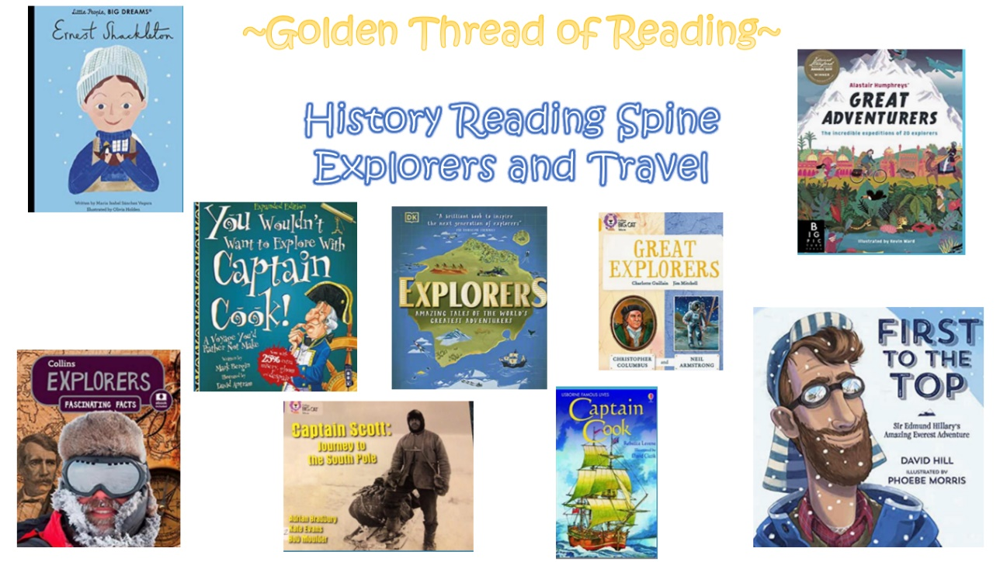 ~Golden Thread of Reading~
History Reading Spine
Explorers and Travel
Little People, BIG DREAMS®
Ernest Shackleton
Written by Maria Isabel Sánchez Vegara
Illustrated by Olivia Holden
Alastair Humphreys'
GREAT
ADVENTURERS
The incredible expeditions of 20 explorers
B
IG
PIC
Illustrated by Kevin Ward
Expanded Edition
You Wouldn't
Want to Explore With
Captain
Cook!
A Voyage You'd
Rather Not Make
Written by
Mark Bergin
Illustrated by
David Antram
Now with
25% extra
DK
"A brilliant book to inspire
the next generation of explorers"
EXPLORERS
AMAZING TALES OF THE WORLD'S
GREATEST ADVENTURERS
BIG CAT
GREAT
EXPLORERS
Charlotte Guillain Jim Mitchell
CHRISTOPHER
COLUMBUS
and
NEIL
ARMSTRONG
Collins
EXPLORERS
FASCINATING FACTS
BIG CAT
Captain Scott:
Journey to
the South Pole
Adrian Bradbury
Kate Evans
Bob Moulder
USBORNE FAMOUS LIVES
Captain
Cook
Rebecca Levene
Illustrated by
FIRST
TO THE
TOP
Sir Edmund Hillary's
Amazing Everest Adventure
DAVID HILL
ILLUSTRATED BY
PHOEBE MORRIS